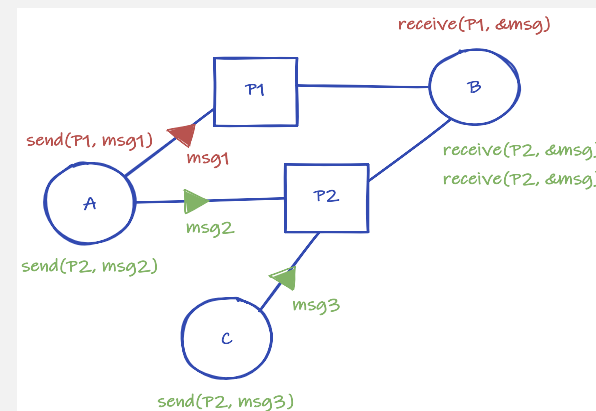 receive(P1, &msg)
P1
B
send(P1, msg1)
msg1
receive(P2, &msg)
receive(P2, &msg)
A
P2
msg2
send(P2, msg2)
msg3
C
send(P2, msg3)